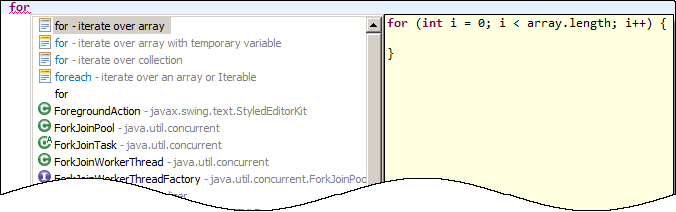 for
for - iterate over array
for - iterate over array with temporary variable
for - iterate over collection
foreach - iterate over an array or Iterable
for
ForegroundAction - javax.swing.text.StyledEditorKit
ForkJoinPool - java.util.concurrent
ForkJoinTask - java.util.concurrent
ForkJoinWorkerThread - java.util.concurrent
ForkJoinWorkerThreadFactory - java.util.concurrent.ForkJoinPoo
for (int i = 0; i < array.length; i++) {
}